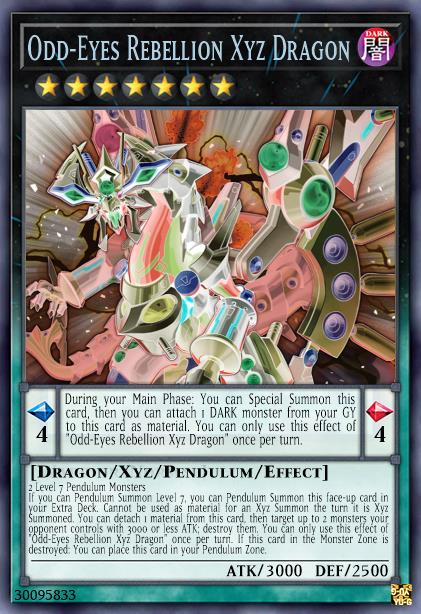 Odd-Eyes Rebellion Xyz Dragon
DARK
闇
During your Main Phase: You can Special Summon this
card, then you can attach 1 DARK monster from your GY
to this card as material. You can only use this effect of
"Odd-Eyes Rebellion Xyz Dragon" once per turn.
4
4
[Dragon/Xyz/Pendulum/Effect]
2 Level 7 Pendulum Monsters
If you can Pendulum Summon Level 7, you can Pendulum Summon this face-up card in
your Extra Deck. Cannot be used as material for an Xyz Summon the turn it is Xyz
Summoned. You can detach 1 material from this card, then target up to 2 monsters your
opponent controls with 3000 or less ATK; destroy them. You can only use this effect of
"Odd-Eyes Rebellion Xyz Dragon" once per turn. If this card in the Monster Zone is
destroyed: You can place this card in your Pendulum Zone.
ATK/3000 DEF/2500
30095833